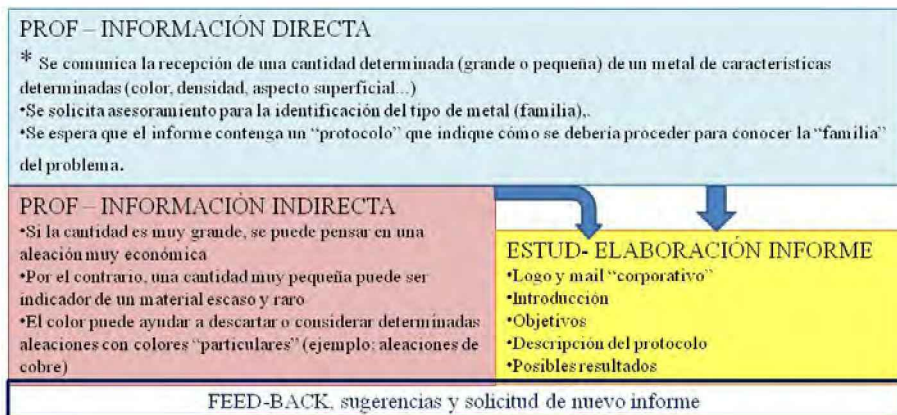 PROF – INFORMACIÓN DIRECTA
* Se comunica la recepción de una cantidad determinada (grande o pequeña) de un metal de características
determinadas (color, densidad, aspecto superficial...)
•Se solicita asesoramiento para la identificación del tipo de metal (familia),.
•Se espera que el informe contenga un “protocolo” que indique cómo se debería proceder para conocer la “familia”
del problema.
PROF – INFORMACIÓN INDIRECTA
•Si la cantidad es muy grande, se puede pensar en una
aleación muy económica
•Por el contrario, una cantidad muy pequeña puede ser
indicador de un material escaso y raro
•El color puede ayudar a descartar o considerar determinadas
aleaciones con colores “particulares” (ejemplo: aleaciones de
cobre)
ESTUD- ELABORACIÓN INFORME
•Logo y mail “corporativo”
•Introducción
•Objetivos
•Descripción del protocolo
•Posibles resultados
FEED-BACK, sugerencias y solicitud de nuevo informe